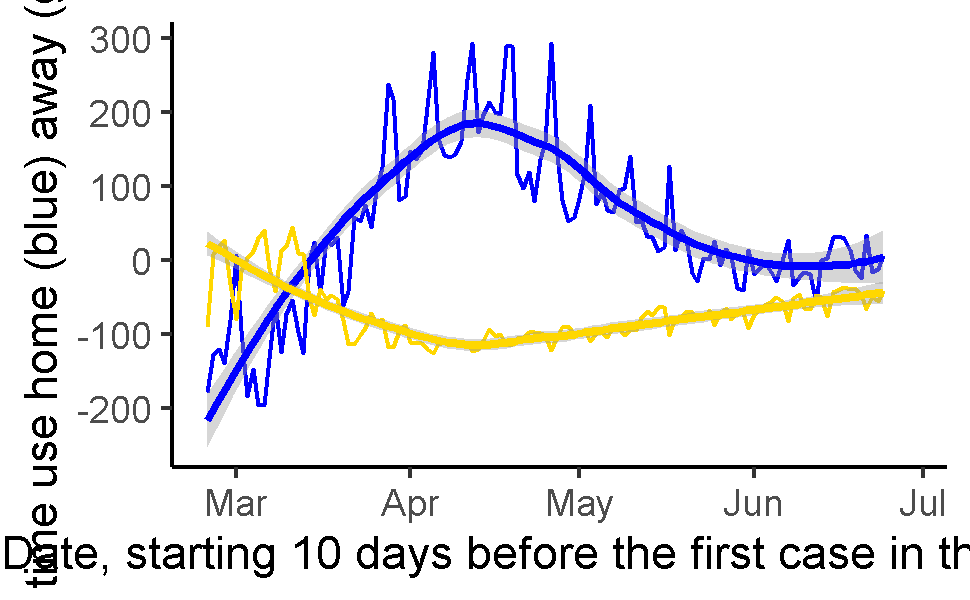 time use home (blue) away (
300
200
100
0
-100
-200
Mar Apr May Jun Jul
Date, starting 10 days before the first case in th